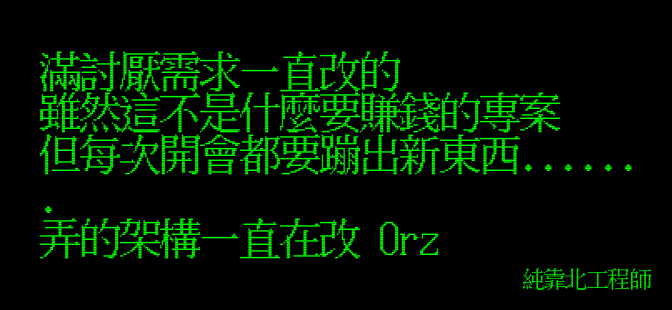 滿討厭需求一直改的
雖然這不是什麼要賺錢的專案
但每次開會都要蹦出新東西......
.
弄的架構一直在改 Orz
純靠北工程師